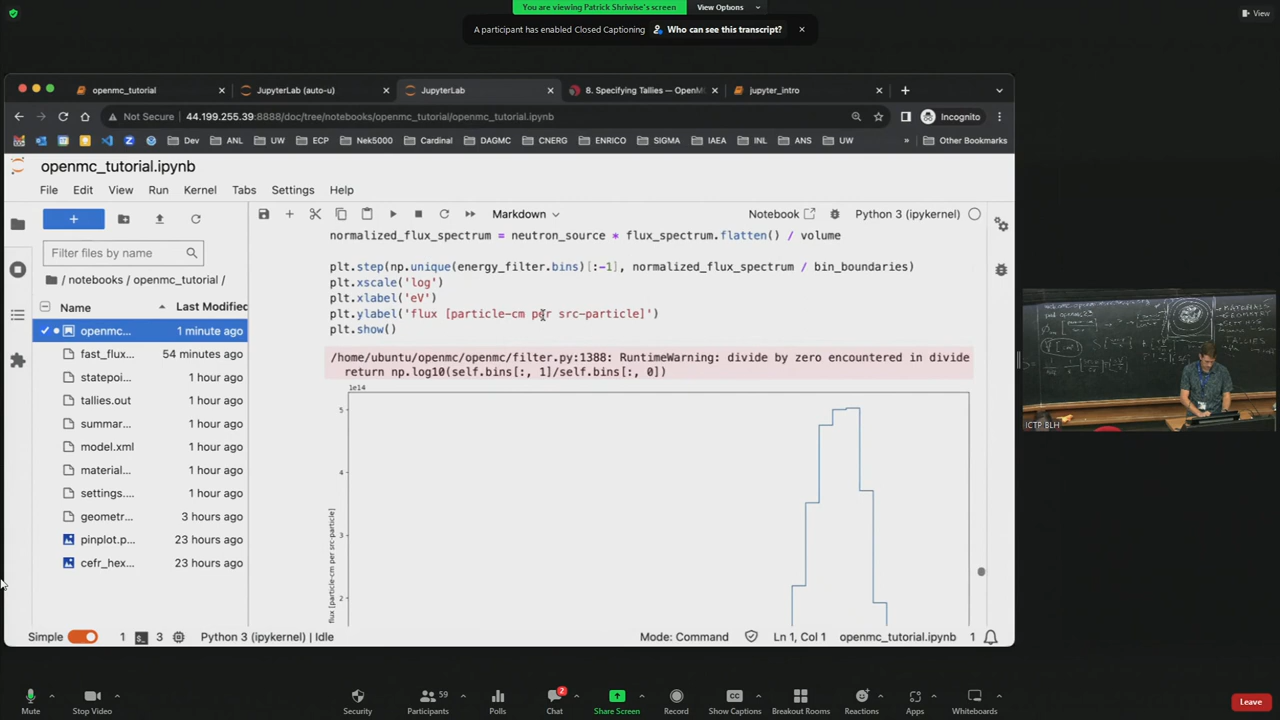 You are viewing Patrick Shriwise's screen
View Options
A participant has enabled Closed Captioning
Who can see this transcript?
View
openmc_tutorial
JupyterLab (auto-u)
JupyterLab
8. Specifying Tallies — OpenM
jupyter_intro
Not Secure
44.199.255.39:8888/doc/tree/notebooks/openmc_tutorial/openmc_tutorial.ipynb
Incognito
Dev
ANL
UW
ECP
Nek5000
Cardinal
DAGMC
CNERG
ENRICO
SIGMA
IAEA
INL
ANS
»
Other Bookmarks
openmc_tutorial.ipynb
File
Edit
View
Run
Kernel
Tabs
Settings
Help
Markdown
Notebook
Python 3 (ipykernel)
Filter files by name
/ notebooks / openmc_tutorial /
Name
Last Modified
openmc...
1 minute ago
fast_flux...
54 minutes ago
statepoi...
1 hour ago
tallies.out
1 hour ago
summar...
1 hour ago
model.xml
1 hour ago
material...
1 hour ago
settings....
1 hour ago
geometr...
3 hours ago
pinplot.p...
23 hours ago
cefr_hex...
23 hours ago
normalized_flux_spectrum = neutron_source * flux_spectrum.flatten() / volume
plt.step(np.unique(energy_filter.bins)[:-1], normalized_flux_spectrum / bin_boundaries)
plt.xscale('log')
plt.xlabel('eV')
plt.ylabel('flux [particle-cm per src-particle]')
plt.show()
/home/ubuntu/openmc/openmc/filter.py:1388: RuntimeWarning: divide by zero encountered in divide
return np.log10(self.bins[:, 1]/self.bins[:, 0])
1e14
5
4
3
2
flux [particle-cm per src-particle]
Simple
1
3
Python 3 (ipykernel) | Idle
Mode: Command
Ln 1, Col 1
openmc_tutorial.ipynb
1
ICTP BLH
MATERIALS
GEOMETRY
TALLIES
Mute
Stop Video
Security
59
Participants
Polls
2
Chat
Share Screen
Record
Show Captions
Breakout Rooms
Reactions
Apps
Whiteboards
Leave